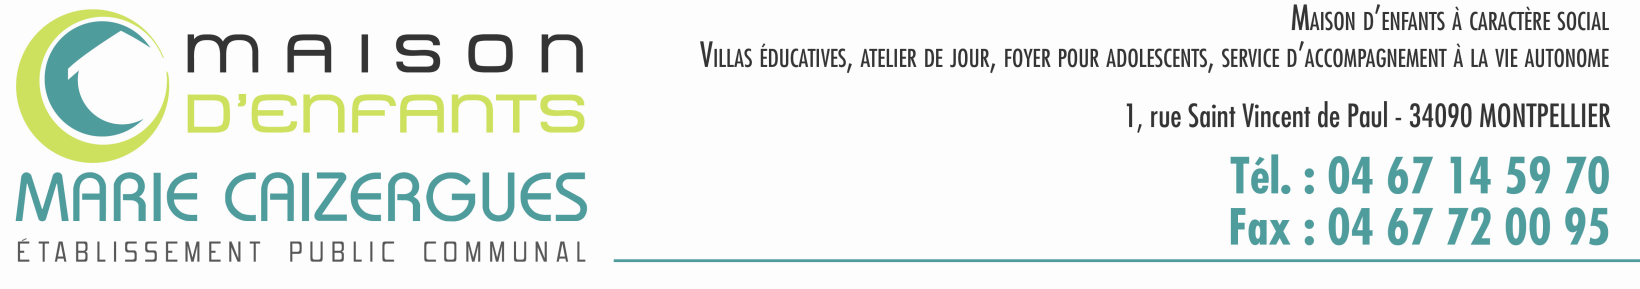 MAISON
D'ENFANTS
MARIE CAIZERGUES
ÉTABLISSEMENT PUBLIC COMMUNAL
MAISON D'ENFANTS À CARACTÈRE SOCIAL
VILLAS ÉDUCATIVES, ATELIER DE JOUR, FOYER POUR ADOLESCENTS, SERVICE D'ACCOMPAGNEMENT À LA VIE AUTONOME
1, rue Saint Vincent de Paul - 34090 MONTPELLIER
Tél. : 04 67 14 59 70
Fax : 04 67 72 00 95